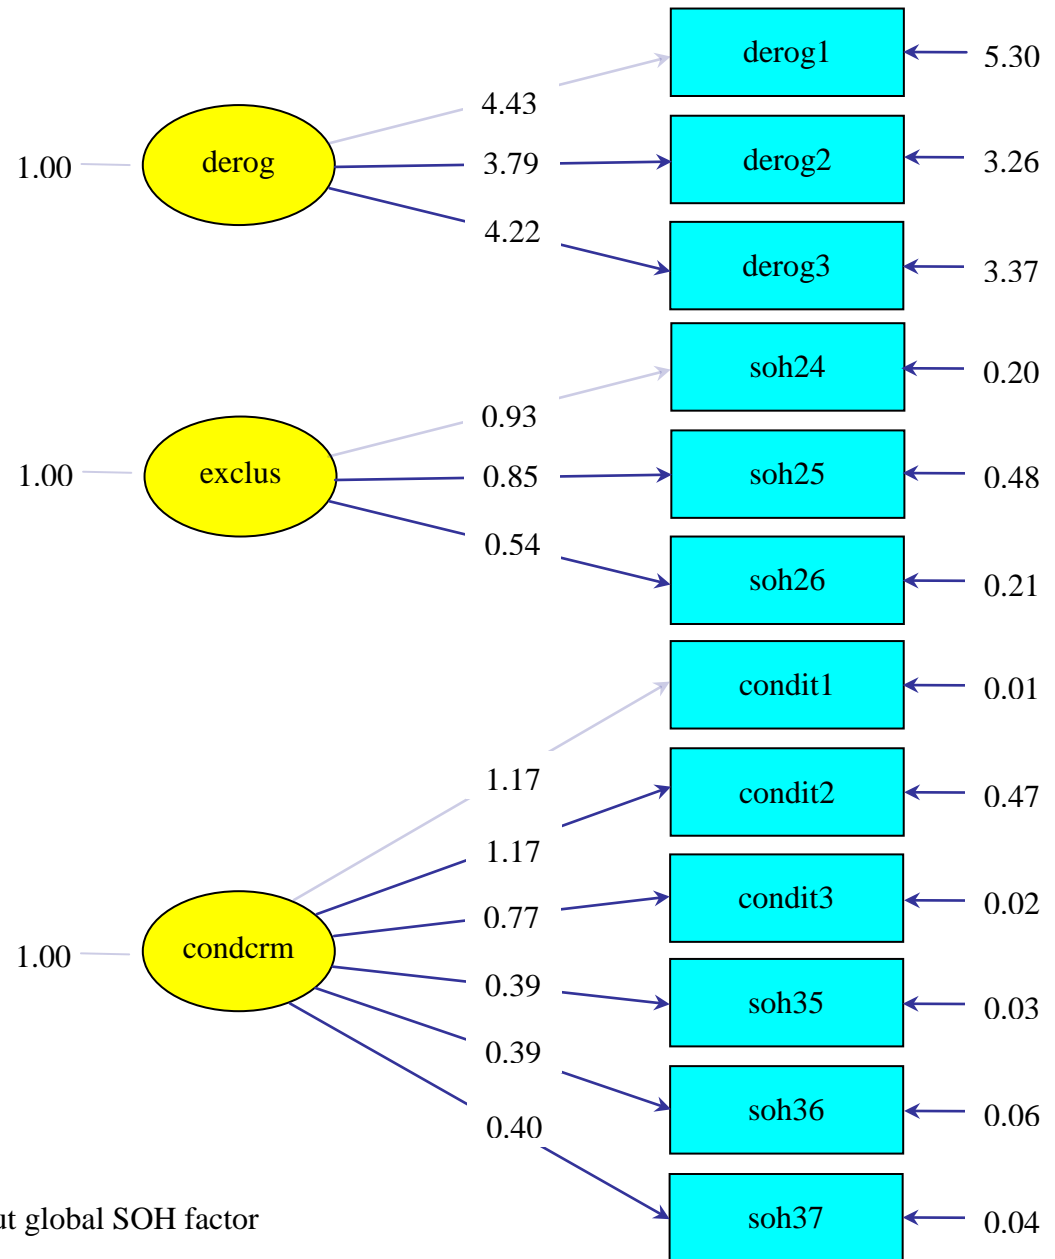 derog1
5.30
4.43
1.00
derog
3.79
derog2
3.26
4.22
derog3
3.37
soh24
0.20
0.93
1.00
exclus
0.85
soh25
0.48
0.54
soh26
0.21
condit1
0.01
1.17
condit2
0.47
1.17
condit3
0.02
0.77
1.00
condcrm
0.39
soh35
0.03
0.39
soh36
0.06
0.40
soh37
0.04
global SOH factor